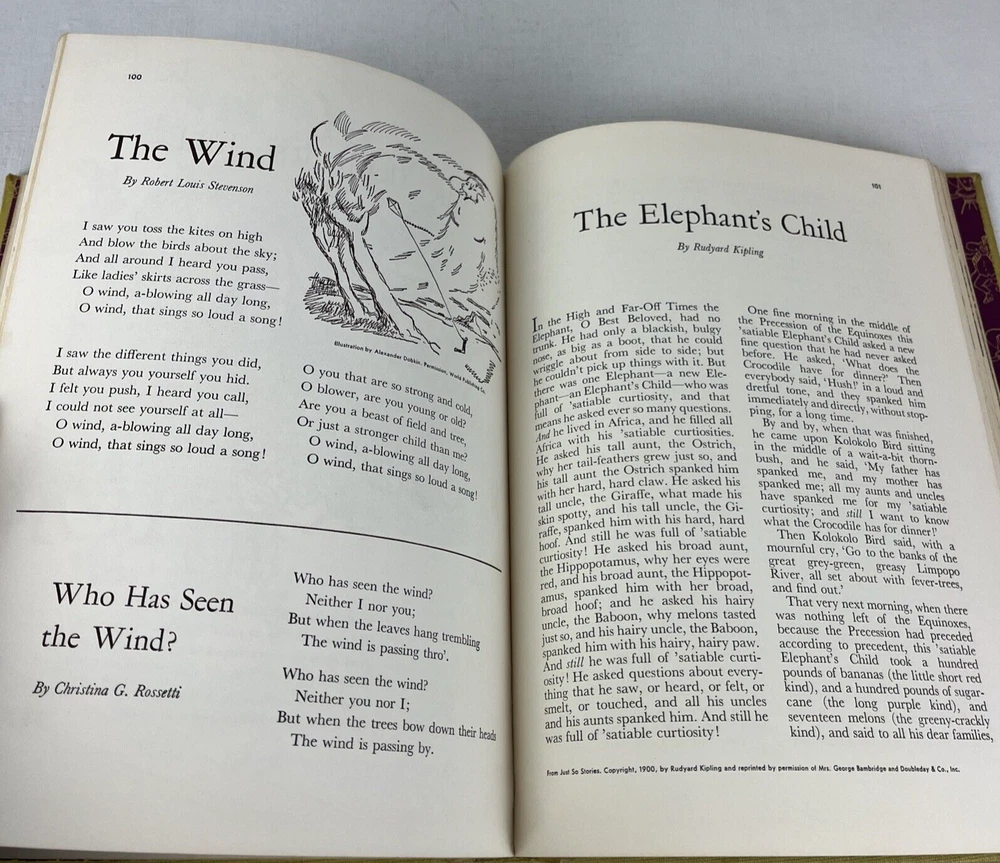 100
The Wind
By Robert Louis Stevenson
I saw you toss the kites on high
And blow the birds about the sky;
And all around I heard you pass,
Like ladies' skirts across the grass—
O wind, a-blowing all day long,
O wind, that sings so loud a song!
I saw the different things you did,
But always you yourself you hid.
I felt you push, I heard you call,
I could not see yourself at all—
O wind, a-blowing all day long,
O wind, that sings so loud a song!
Illustration by Alexander Dobkin. Permission, World Publishing Co.
O you that are so strong and cold,
O blower, are you young or old?
Are you a beast of field and tree,
Or just a stronger child than me?
O wind, a-blowing all day long,
O wind, that sings so loud a song!
Who Has Seen
the Wind?
By Christina G. Rossetti
Who has seen the wind?
Neither I nor you;
But when the leaves hang trembling
The wind is passing thro'.
Who has seen the wind?
Neither you nor I;
But when the trees bow down their heads
The wind is passing by.
101
The Elephant's Child
By Rudyard Kipling
In the High and Far-Off Times the
Elephant, O Best Beloved, had no
trunk. He had only a blackish, bulgy
nose, as big as a boot, that he could
wriggle about from side to side; but
he couldn't pick up things with it. But
there was one Elephant—a new Ele-
phant—an Elephant's Child—who was
full of 'satiable curtiosity, and that
means he asked ever so many questions.
And he lived in Africa, and he filled all
Africa with his 'satiable curtiosities.
He asked his tall aunt, the Ostrich,
why her tail-feathers grew just so, and
his tall aunt the Ostrich spanked him
with her hard, hard claw. He asked his
tall uncle, the Giraffe, what made his
skin spotty, and his tall uncle, the Gi-
raffe, spanked him with his hard, hard
hoof. And still he was full of 'satiable
curtiosity! He asked his broad aunt,
the Hippopotamus, why her eyes were
red, and his broad aunt, the Hippopot-
amus, spanked him with her broad,
broad hoof; and he asked his hairy
uncle, the Baboon, why melons tasted
just so, and his hairy uncle, the Baboon,
spanked him with his hairy, hairy paw.
And still he was full of 'satiable curti-
osity! He asked questions about every-
thing that he saw, or heard, or felt, or
smelt, or touched, and all his uncles
and his aunts spanked him. And still he
was full of 'satiable curtiosity!
One fine morning in the middle of
the Precession of the Equinoxes this
'satiable Elephant's Child asked a new
fine question that he had never asked
before. He asked, 'What does the
Crocodile have for dinner?' Then
everybody said, 'Hush!' in a loud and
dretful tone, and they spanked him
immediately and directly, without stop-
ping, for a long time.
By and by, when that was finished,
he came upon Kolokolo Bird sitting
in the middle of a wait-a-bit thorn-
bush, and he said, 'My father has
spanked me, and my mother has
spanked me; all my aunts and uncles
have spanked me for my 'satiable
curtiosity; and still I want to know
what the Crocodile has for dinner!'
Then Kolokolo Bird said, with a
mournful cry, 'Go to the banks of the
great grey-green, greasy Limpopo
River, all set about with fever-trees,
and find out.'
That very next morning, when there
was nothing left of the Equinoxes,
because the Precession had preceded
according to precedent, this 'satiable
Elephant's Child took a hundred
pounds of bananas (the little short red
kind), and a hundred pounds of sugar-
cane (the long purple kind), and
seventeen melons (the greeny-crackly
kind), and said to all his dear families,
From Just So Stories. Copyright, 1900, by Rudyard Kipling and reprinted by permission of Mrs. George Bambridge and Doubleday & Co., Inc.